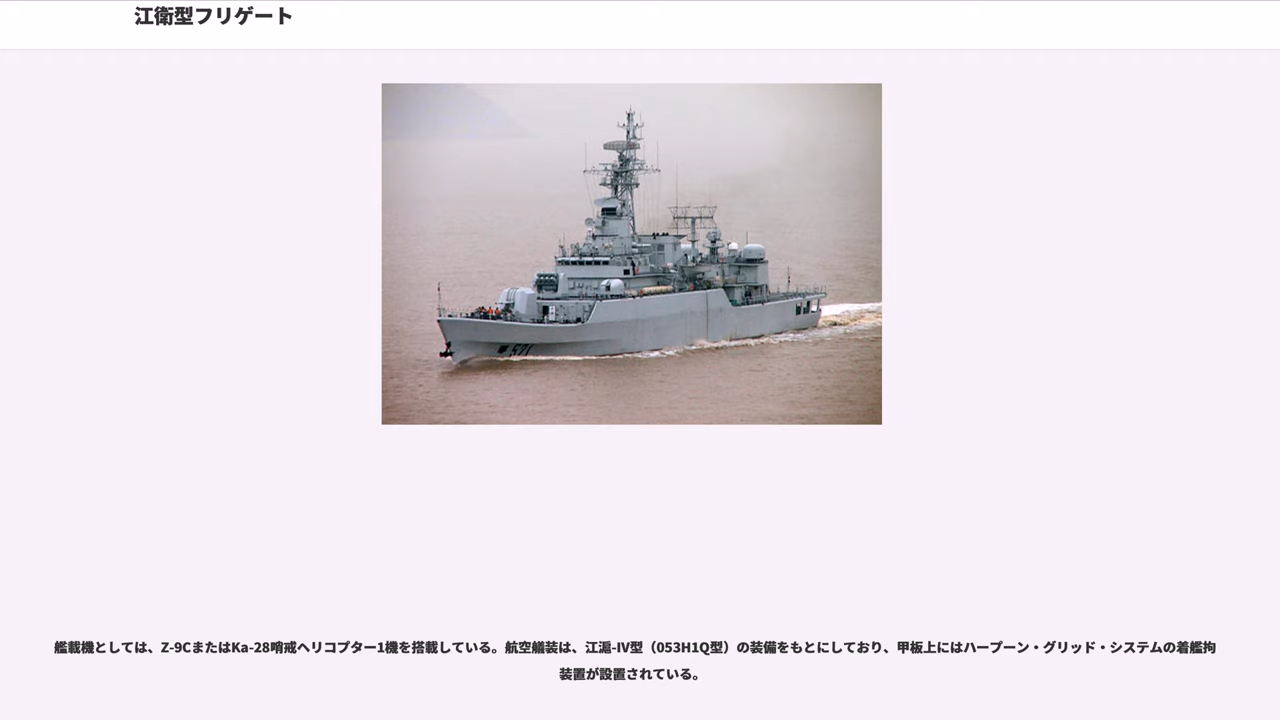 江衛型フリゲート
571
艦載機としては、Z-9CまたはKa-28哨戒ヘリコプター1機を搭載している。航空艤装は、江滬-IV型（053H1Q型）の装備をもとにしており、甲板上にはハープーン・グリッド・システムの着艦拘
装置が設置されている。